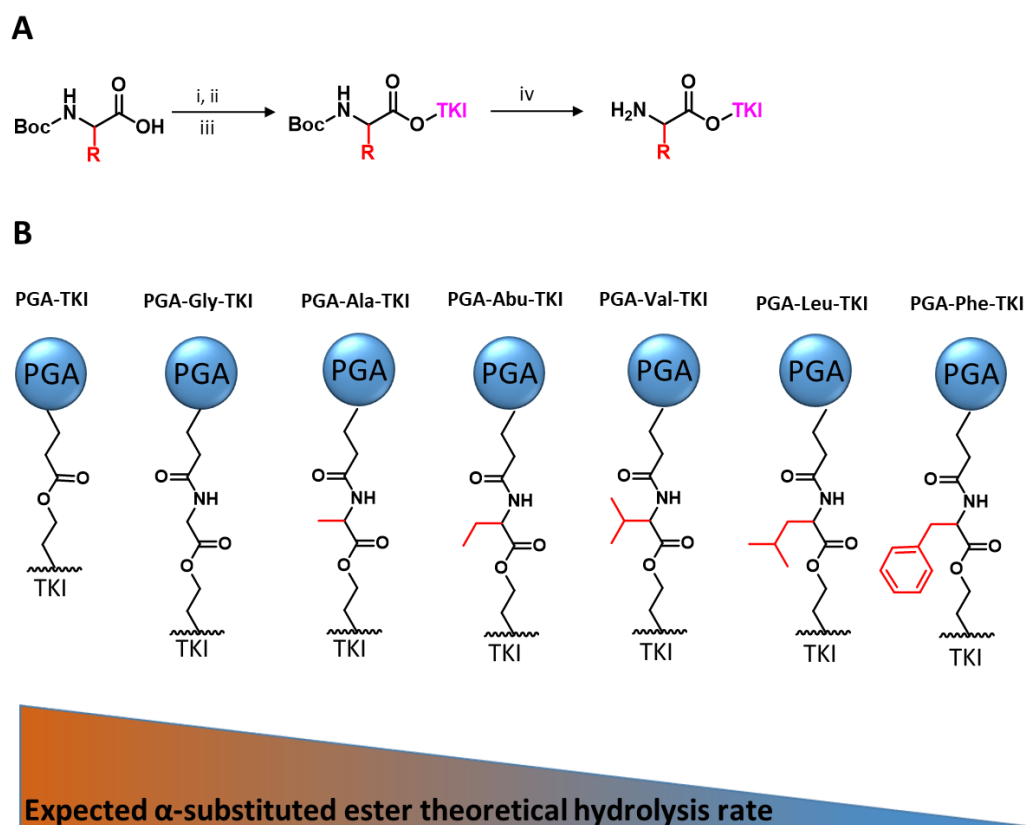 A
Boc H N O OH R
i, ii
iii
Boc H N O O TKI R
iv
H2N O O TKI R
B
PGA-TKI PGA-Gly-TKI PGA-Ala-TKI PGA-Abu-TKI PGA-Val-TKI PGA-Leu-TKI PGA-Phe-TKI
PGA PGA PGA PGA PGA PGA PGA
O O O O O O O
O NH NH NH NH NH NH
O O O O O O
O O O O O O
TKI TKI TKI TKI TKI TKI TKI
Expected α-substituted ester theoretical hydrolysis rate